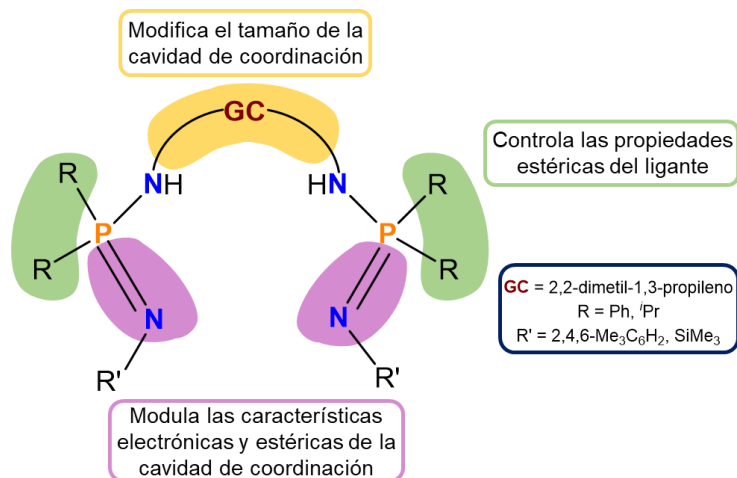 Modifica el tamaño de la
cavidad de coordinación
GC
Controla las propiedades
estéricas del ligante
R
NH
HN
R
P
P
R
R
N
N
R'
R'
GC = 2,2-dimetil-1,3-propileno
R = Ph, ⁱPr
R' = 2,4,6-Me₃C₆H₂, SiMe₃
Modula las características
electrónicas y estéricas de la
cavidad de coordinación